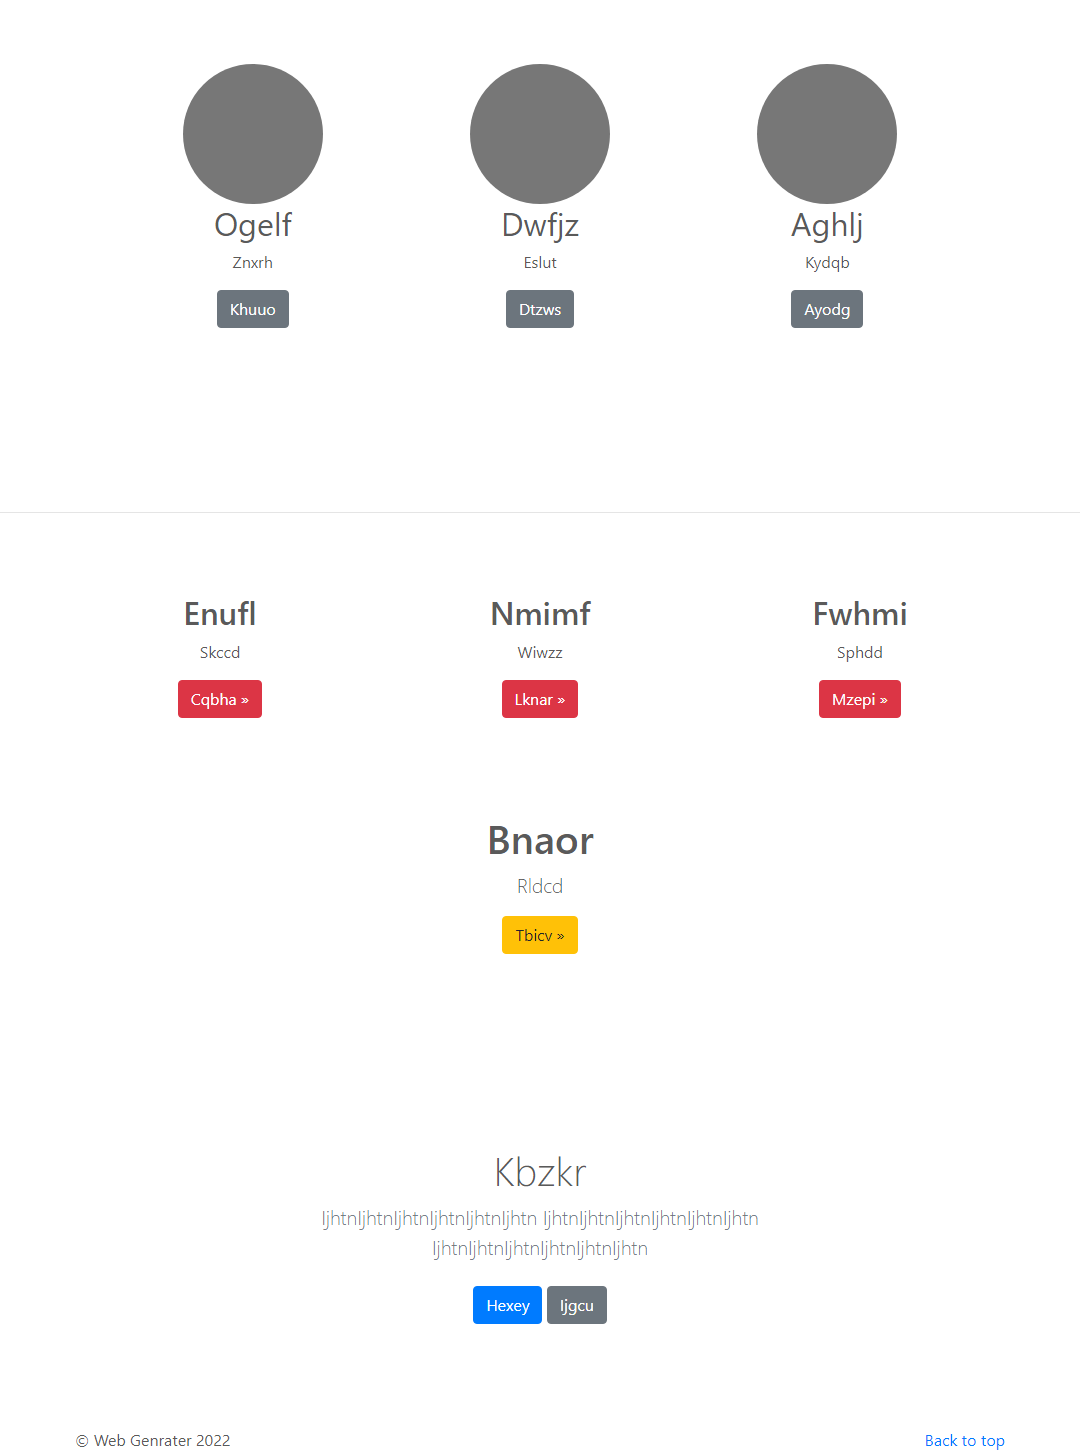 Ogelf Dwfjz Aghlj
Znxrh Eslut Kydqb
Khuuo Dtzws Ayodg
Enufl Nmimf Fwhmi
Skccd Wiwzz Sphdd
Cqbha » Lknar » Mzepi »
Bnaor
Rldcd
Tbicv »
Kbzkr
Ijhtnljhtnljhtnljhtnljhtnljhtn ljhtnljhtnljhtnljhtnljhtnljhtn
ljhtnljhtnljhtnljhtnljhtnljhtn
Hexey Ijgcu
© Web Genrater 2022 Back to top